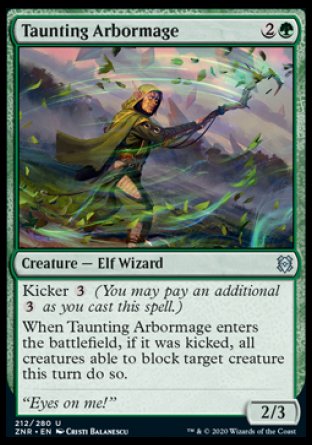 Taunting Arbormage 2
Creature — Elf Wizard
Kicker 3 (You may pay an additional
3 as you cast this spell.)
When Taunting Arbormage enters
the battlefield, if it was kicked, all
creatures able to block target creature
this turn do so.
"Eyes on me!"
2/3
212/280 U
ZNR • EN Cristi Balanescu
™ & © 2020 Wizards of the Coast